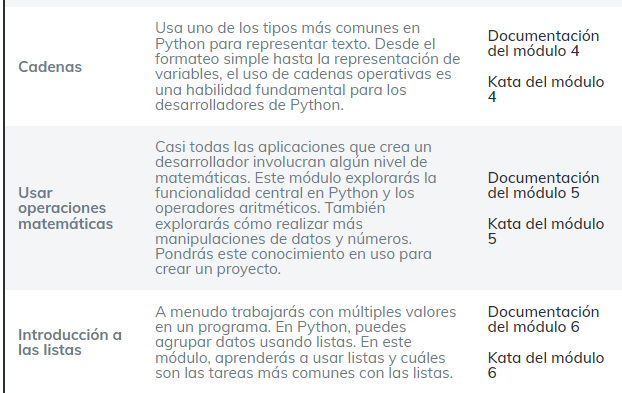 Cadenas
Usa uno de los tipos más comunes en
Python para representar texto. Desde el
formateo simple hasta la representación de
variables, el uso de cadenas operativas es
una habilidad fundamental para los
desarrolladores de Python.
Documentación
del módulo 4
Kata del módulo
4
Usar
operaciones
matemáticas
Casi todas las aplicaciones que crea un
desarrollador involucran algún nivel de
matemáticas. Este módulo explorarás la
funcionalidad central en Python y los
operadores aritméticos. También
explorarás cómo realizar más
manipulaciones de datos y números.
Pondrás este conocimiento en uso para
crear un proyecto.
Documentación
del módulo 5
Kata del módulo
5
Introducción a
las listas
A menudo trabajarás con múltiples valores
en un programa. En Python, puedes
agrupar datos usando listas. En este
módulo, aprenderás a usar listas y cuáles
son las tareas más comunes con las listas.
Documentación
del módulo 6
Kata del módulo
6